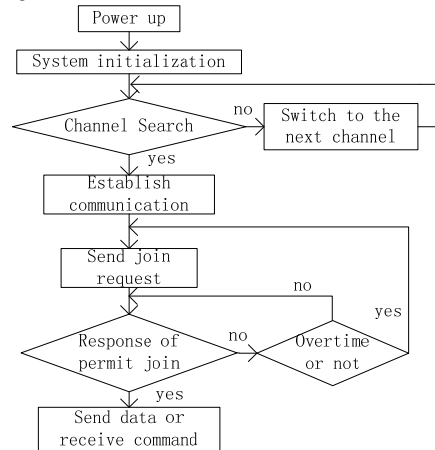 Power up
System initialization
Channel Search
no
Switch to the
next channel
yes
Establish
communication
Send join
request
no
yes
Response of
permit join
no
Overtime
or not
yes
Send data or
receive command